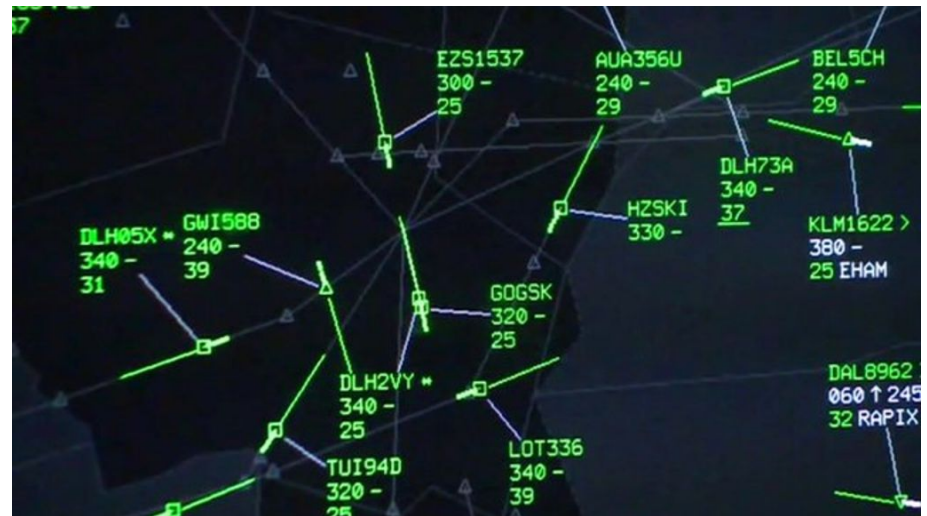 67
EZS1537
300 -
25
AUA356U
240 -
29
BEL5CH
240 -
29
DLH73A
340 -
37
HZSKI
330 -
KLM1622 >
380 -
25 EHAM
DLH05X *
340 -
31
GWI588
240 -
39
GOGSK
320 -
25
DLH2VY *
340 -
25
DAL8962
060 ↑ 245
32 RAPIX
LOT336
340 -
39
TUI94D
320 -
25